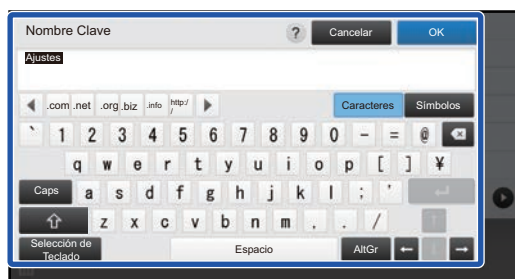 Nombre Clave ? Cancelar OK
Ajustes
.com .net .org .biz .info http:/
/
Caracteres Símbolos
` 1 2 3 4 5 6 7 8 9 0 - = @
q w e r t y u i o p [ ] ¥
Caps a s d f g h j k l ; '
z x c v b n m , . /
Selección de
Teclado
Espacio AltGr